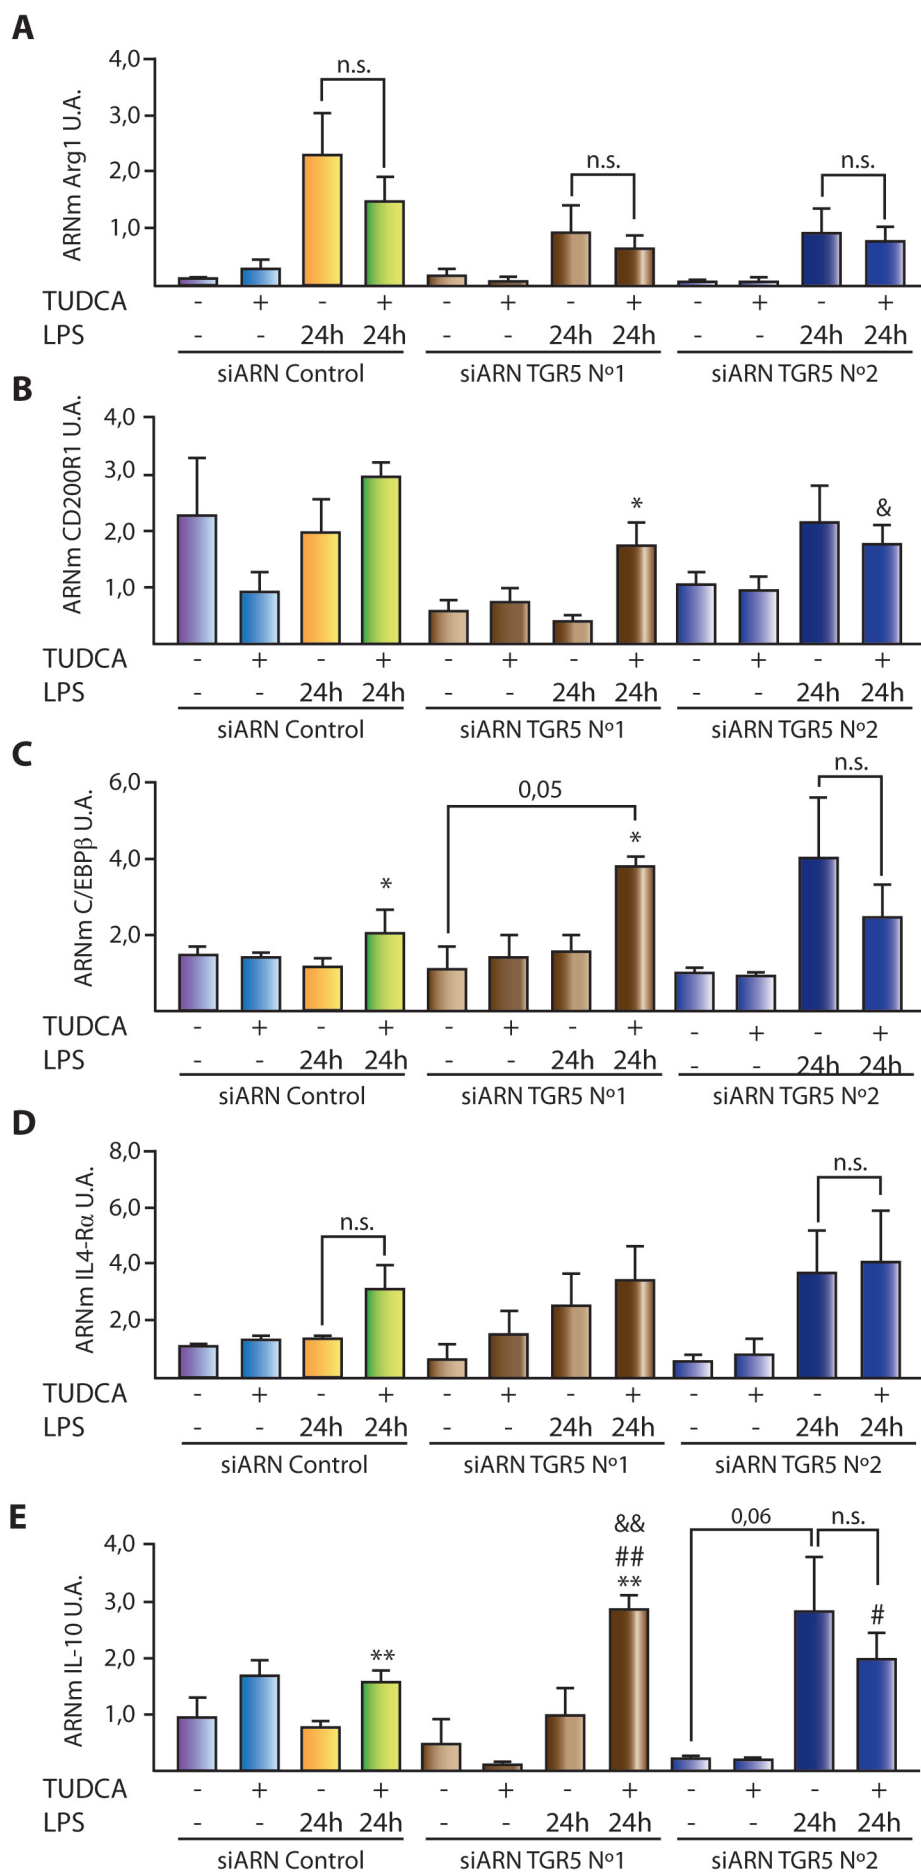 A
ARNm Arg1 U.A.
4,0
3,0
2,0
1,0
n.s.
n.s.
n.s.
TUDCA - + - + - + - + - + - +
LPS - - 24h 24h - - 24h 24h - - 24h 24h
siARN Control siARN TGR5 Nº1 siARN TGR5 Nº2
B
ARNm CD200R1 U.A.
4,0
3,0
2,0
1,0
*
&
TUDCA - + - + - + - + - + - +
LPS - - 24h 24h - - 24h 24h - - 24h 24h
siARN Control siARN TGR5 Nº1 siARN TGR5 Nº2
C
ARNm C/EBPβ U.A.
6,0
4,0
2,0
*
0,05
*
n.s.
TUDCA - + - + - + - + - + - +
LPS - - 24h 24h - - 24h 24h - - 24h 24h
siARN Control siARN TGR5 Nº1 siARN TGR5 Nº2
D
ARNm IL4-Rα U.A.
8,0
6,0
4,0
2,0
n.s.
n.s.
TUDCA - + - + - + - + - + - +
LPS - - 24h 24h - - 24h 24h - - 24h 24h
siARN Control siARN TGR5 Nº1 siARN TGR5 Nº2
E
ARNm IL-10 U.A.
4,0
3,0
2,0
1,0
**
&&
##
**
0,06
n.s.
#
TUDCA - + - + - + - + - + - +
LPS - - 24h 24h - - 24h 24h - - 24h 24h
siARN Control siARN TGR5 Nº1 siARN TGR5 Nº2